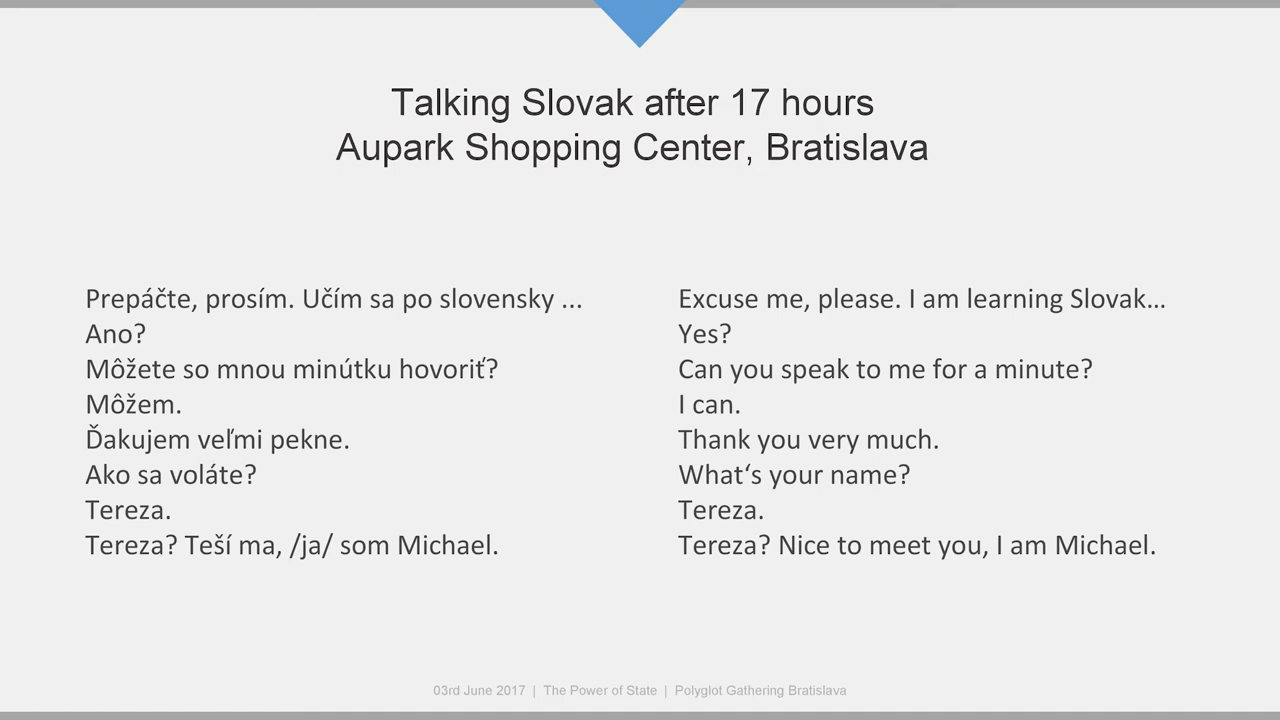 Talking Slovak after 17 hours
Aupark Shopping Center, Bratislava
Prepáčte, prosím. Učím sa po slovensky ...
Ano?
Môžete so mnou minútku hovoriť?
Môžem.
Ďakujem veľmi pekne.
Ako sa voláte?
Tereza.
Tereza? Teší ma, /ja/ som Michael.
Excuse me, please. I am learning Slovak…
Yes?
Can you speak to me for a minute?
I can.
Thank you very much.
What‘s your name?
Tereza.
Tereza? Nice to meet you, I am Michael.
03rd June 2017 | The Power of State | Polyglot Gathering Bratislava